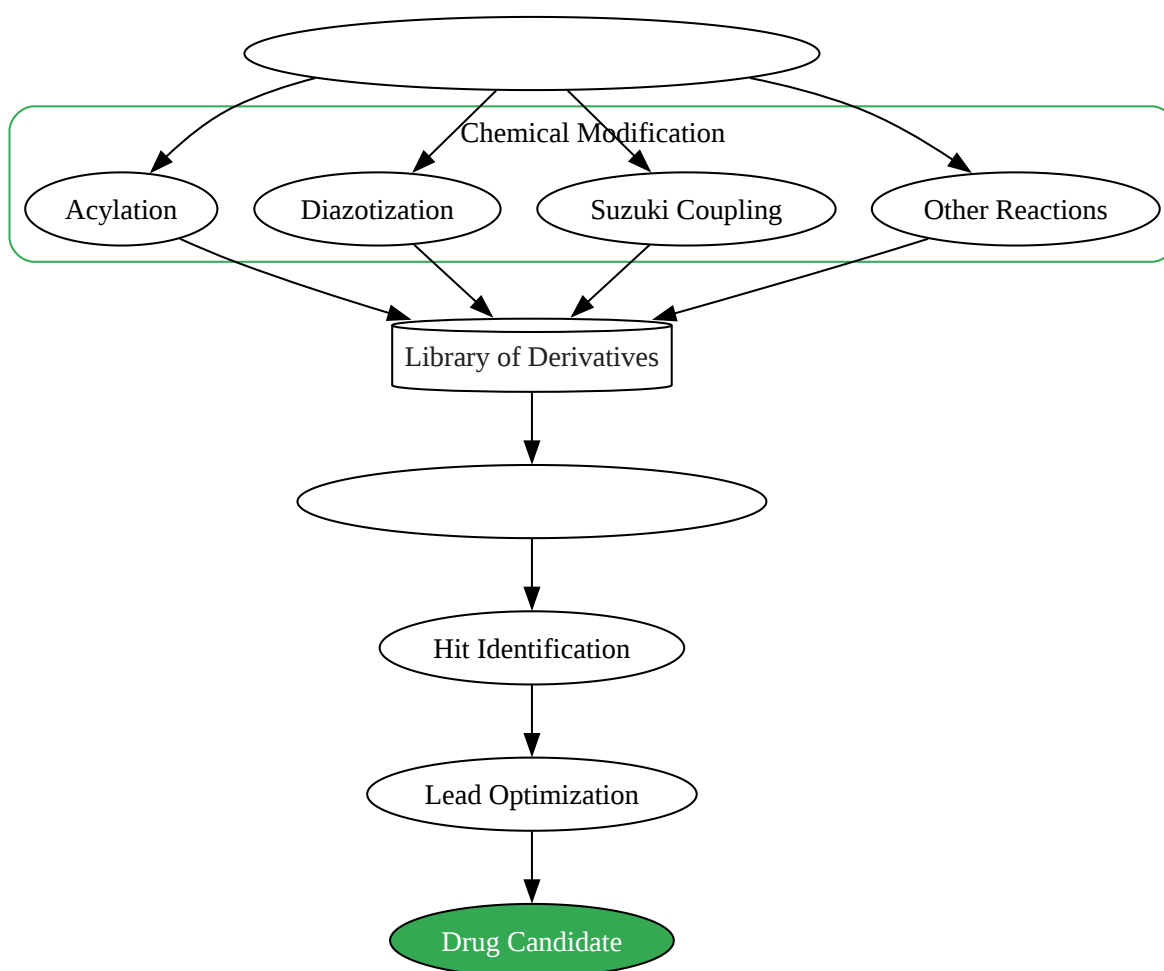 Chemical Modification
Acylation
Diazotization
Suzuki Coupling
Other Reactions
Library of Derivatives
Hit Identification
Lead Optimization
Drug Candidate